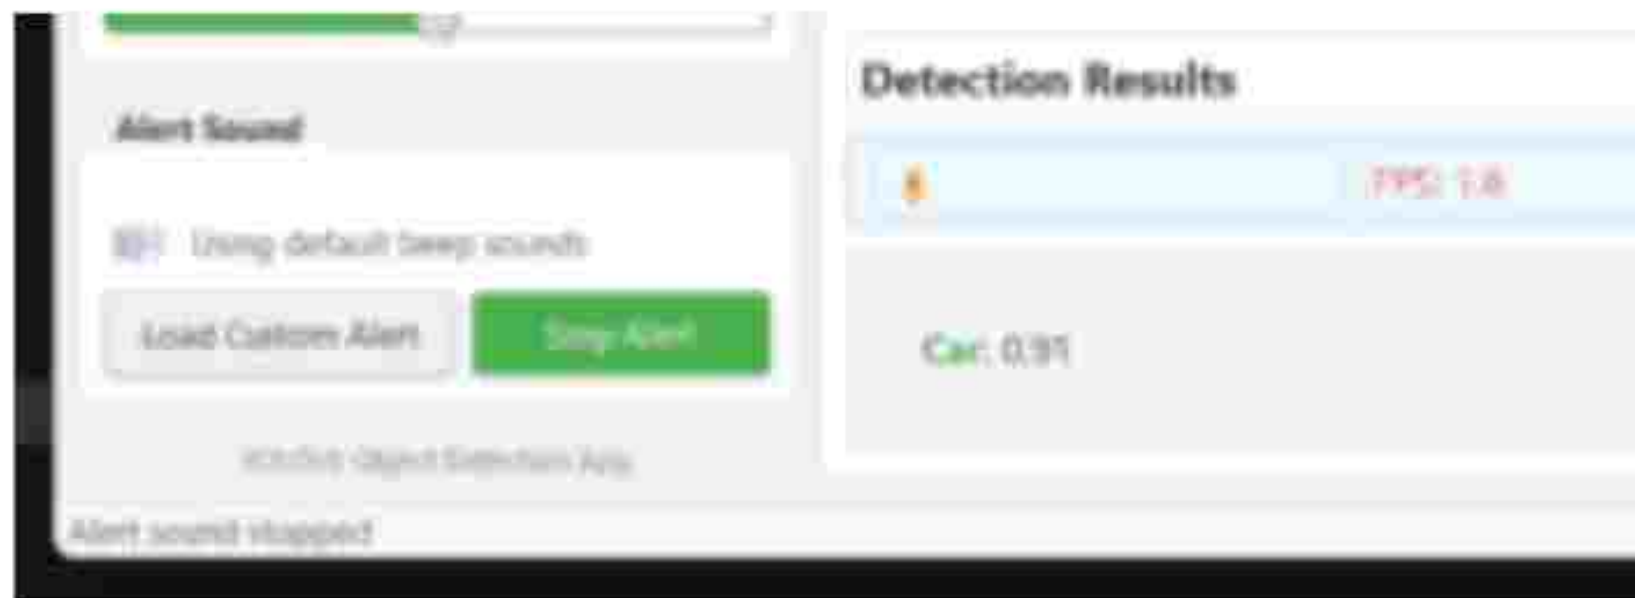 Alert Sound
Using default beep sounds
Load Custom Alert
Stop Alert
Object Detection App
Alert sound stopped
Detection Results
FPS: 1.8
Car: 0.91